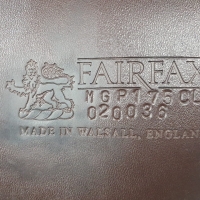 FAIRFAX
MGP175CL
020036
MADE IN WALSALL, ENGLAND